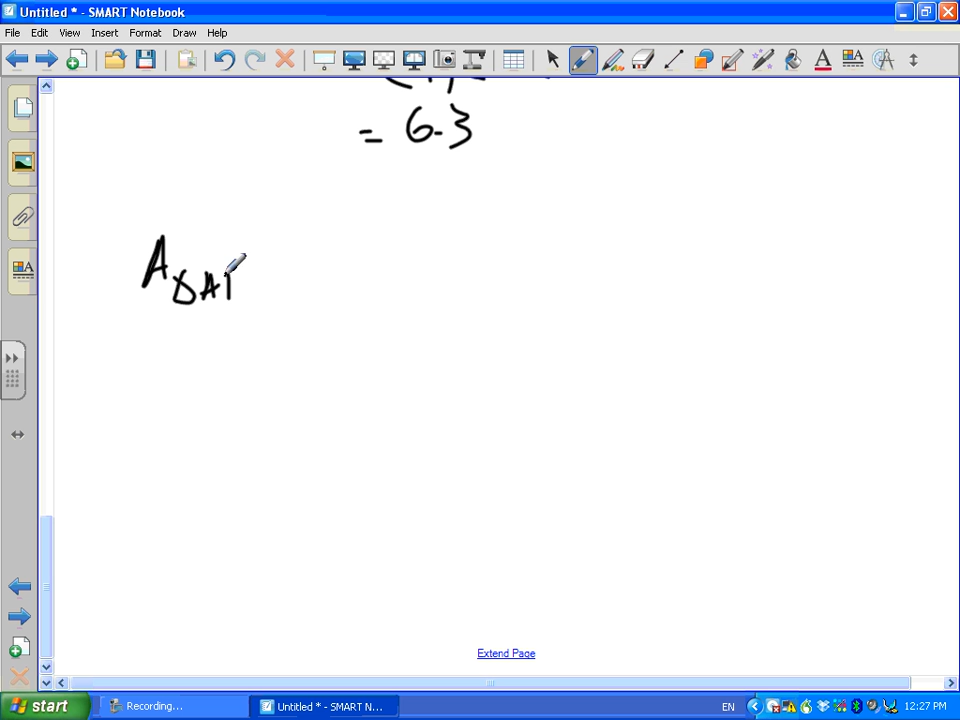 Untitled * - SMART Notebook
File Edit View Insert Format Draw Help
= 6.3
A
Extend Page
start Recording... Untitled * - SMART N... EN 12:27 PM